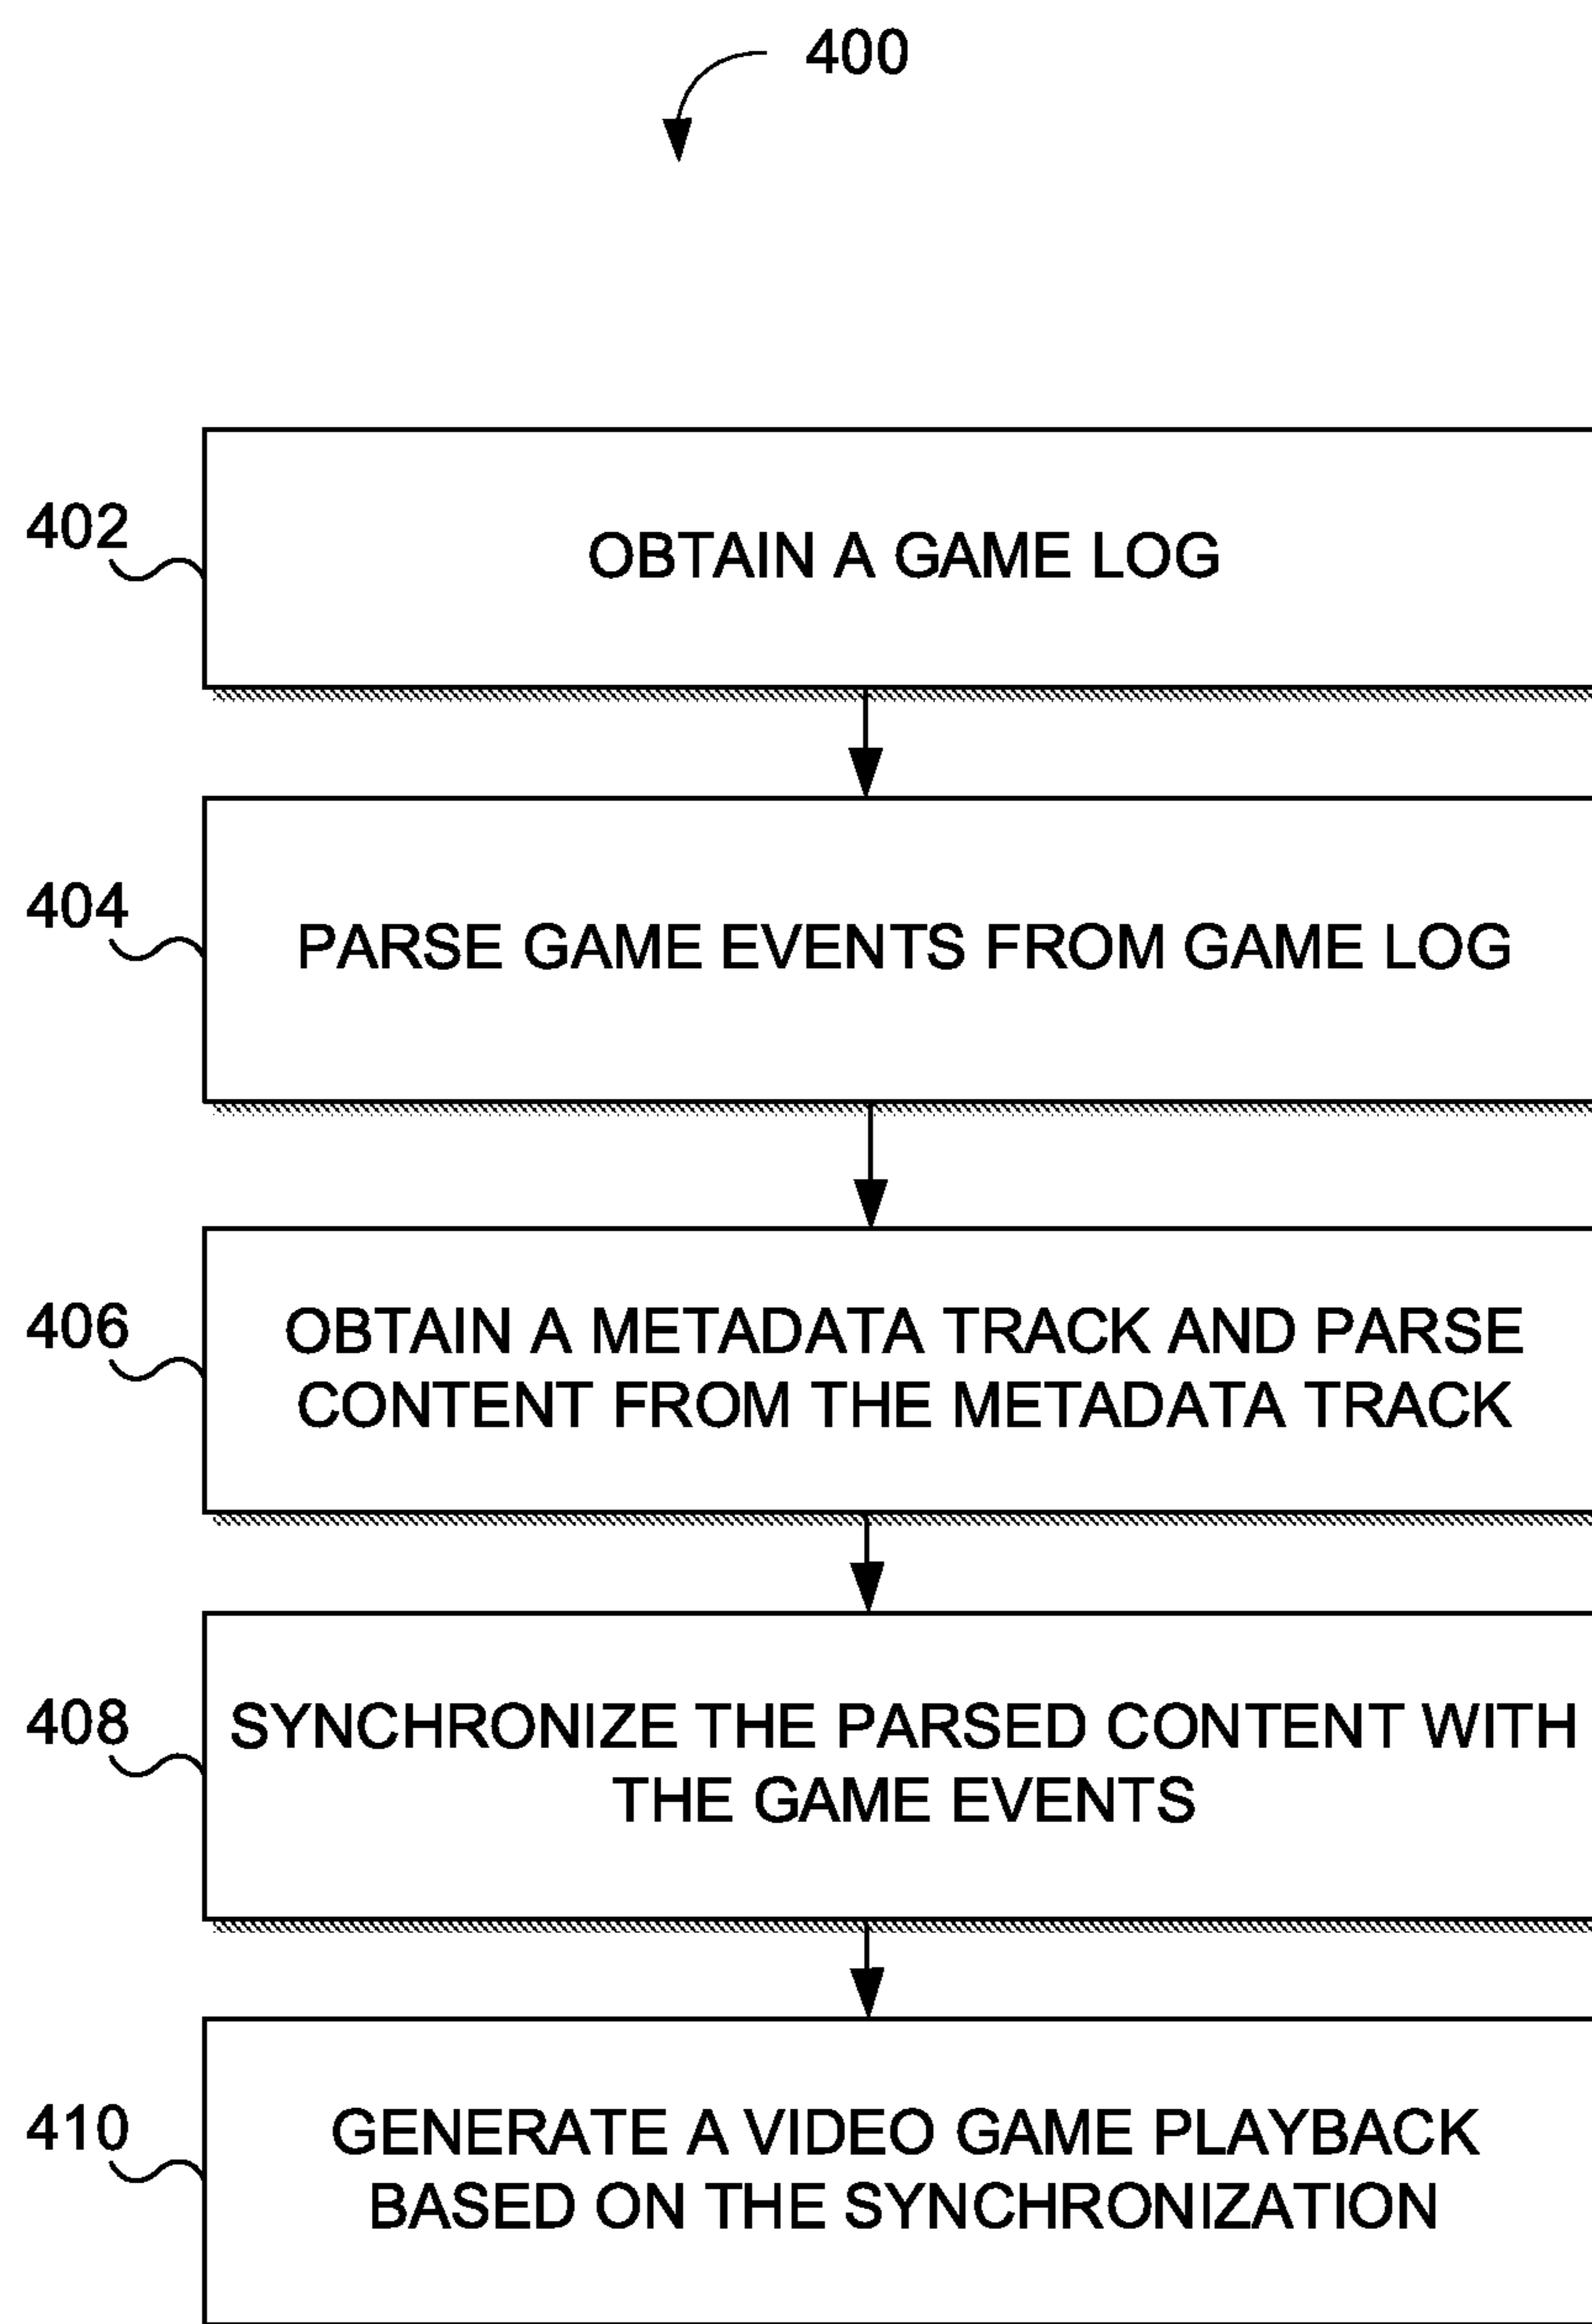 400
402
OBTAIN A GAME LOG
404
PARSE GAME EVENTS FROM GAME LOG
406
OBTAIN A METADATA TRACK AND PARSE
CONTENT FROM THE METADATA TRACK
408
SYNCHRONIZE THE PARSED CONTENT WITH
THE GAME EVENTS
410
GENERATE A VIDEO GAME PLAYBACK
BASED ON THE SYNCHRONIZATION